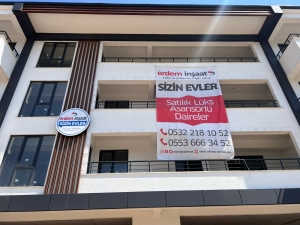 erdem inşaat
SİZİN EVLER
Satılık Lüks
Asansörlü
Daireler
0532 218 10 52
0553 666 34 52
erdem inşaat
SİZİN EVLER